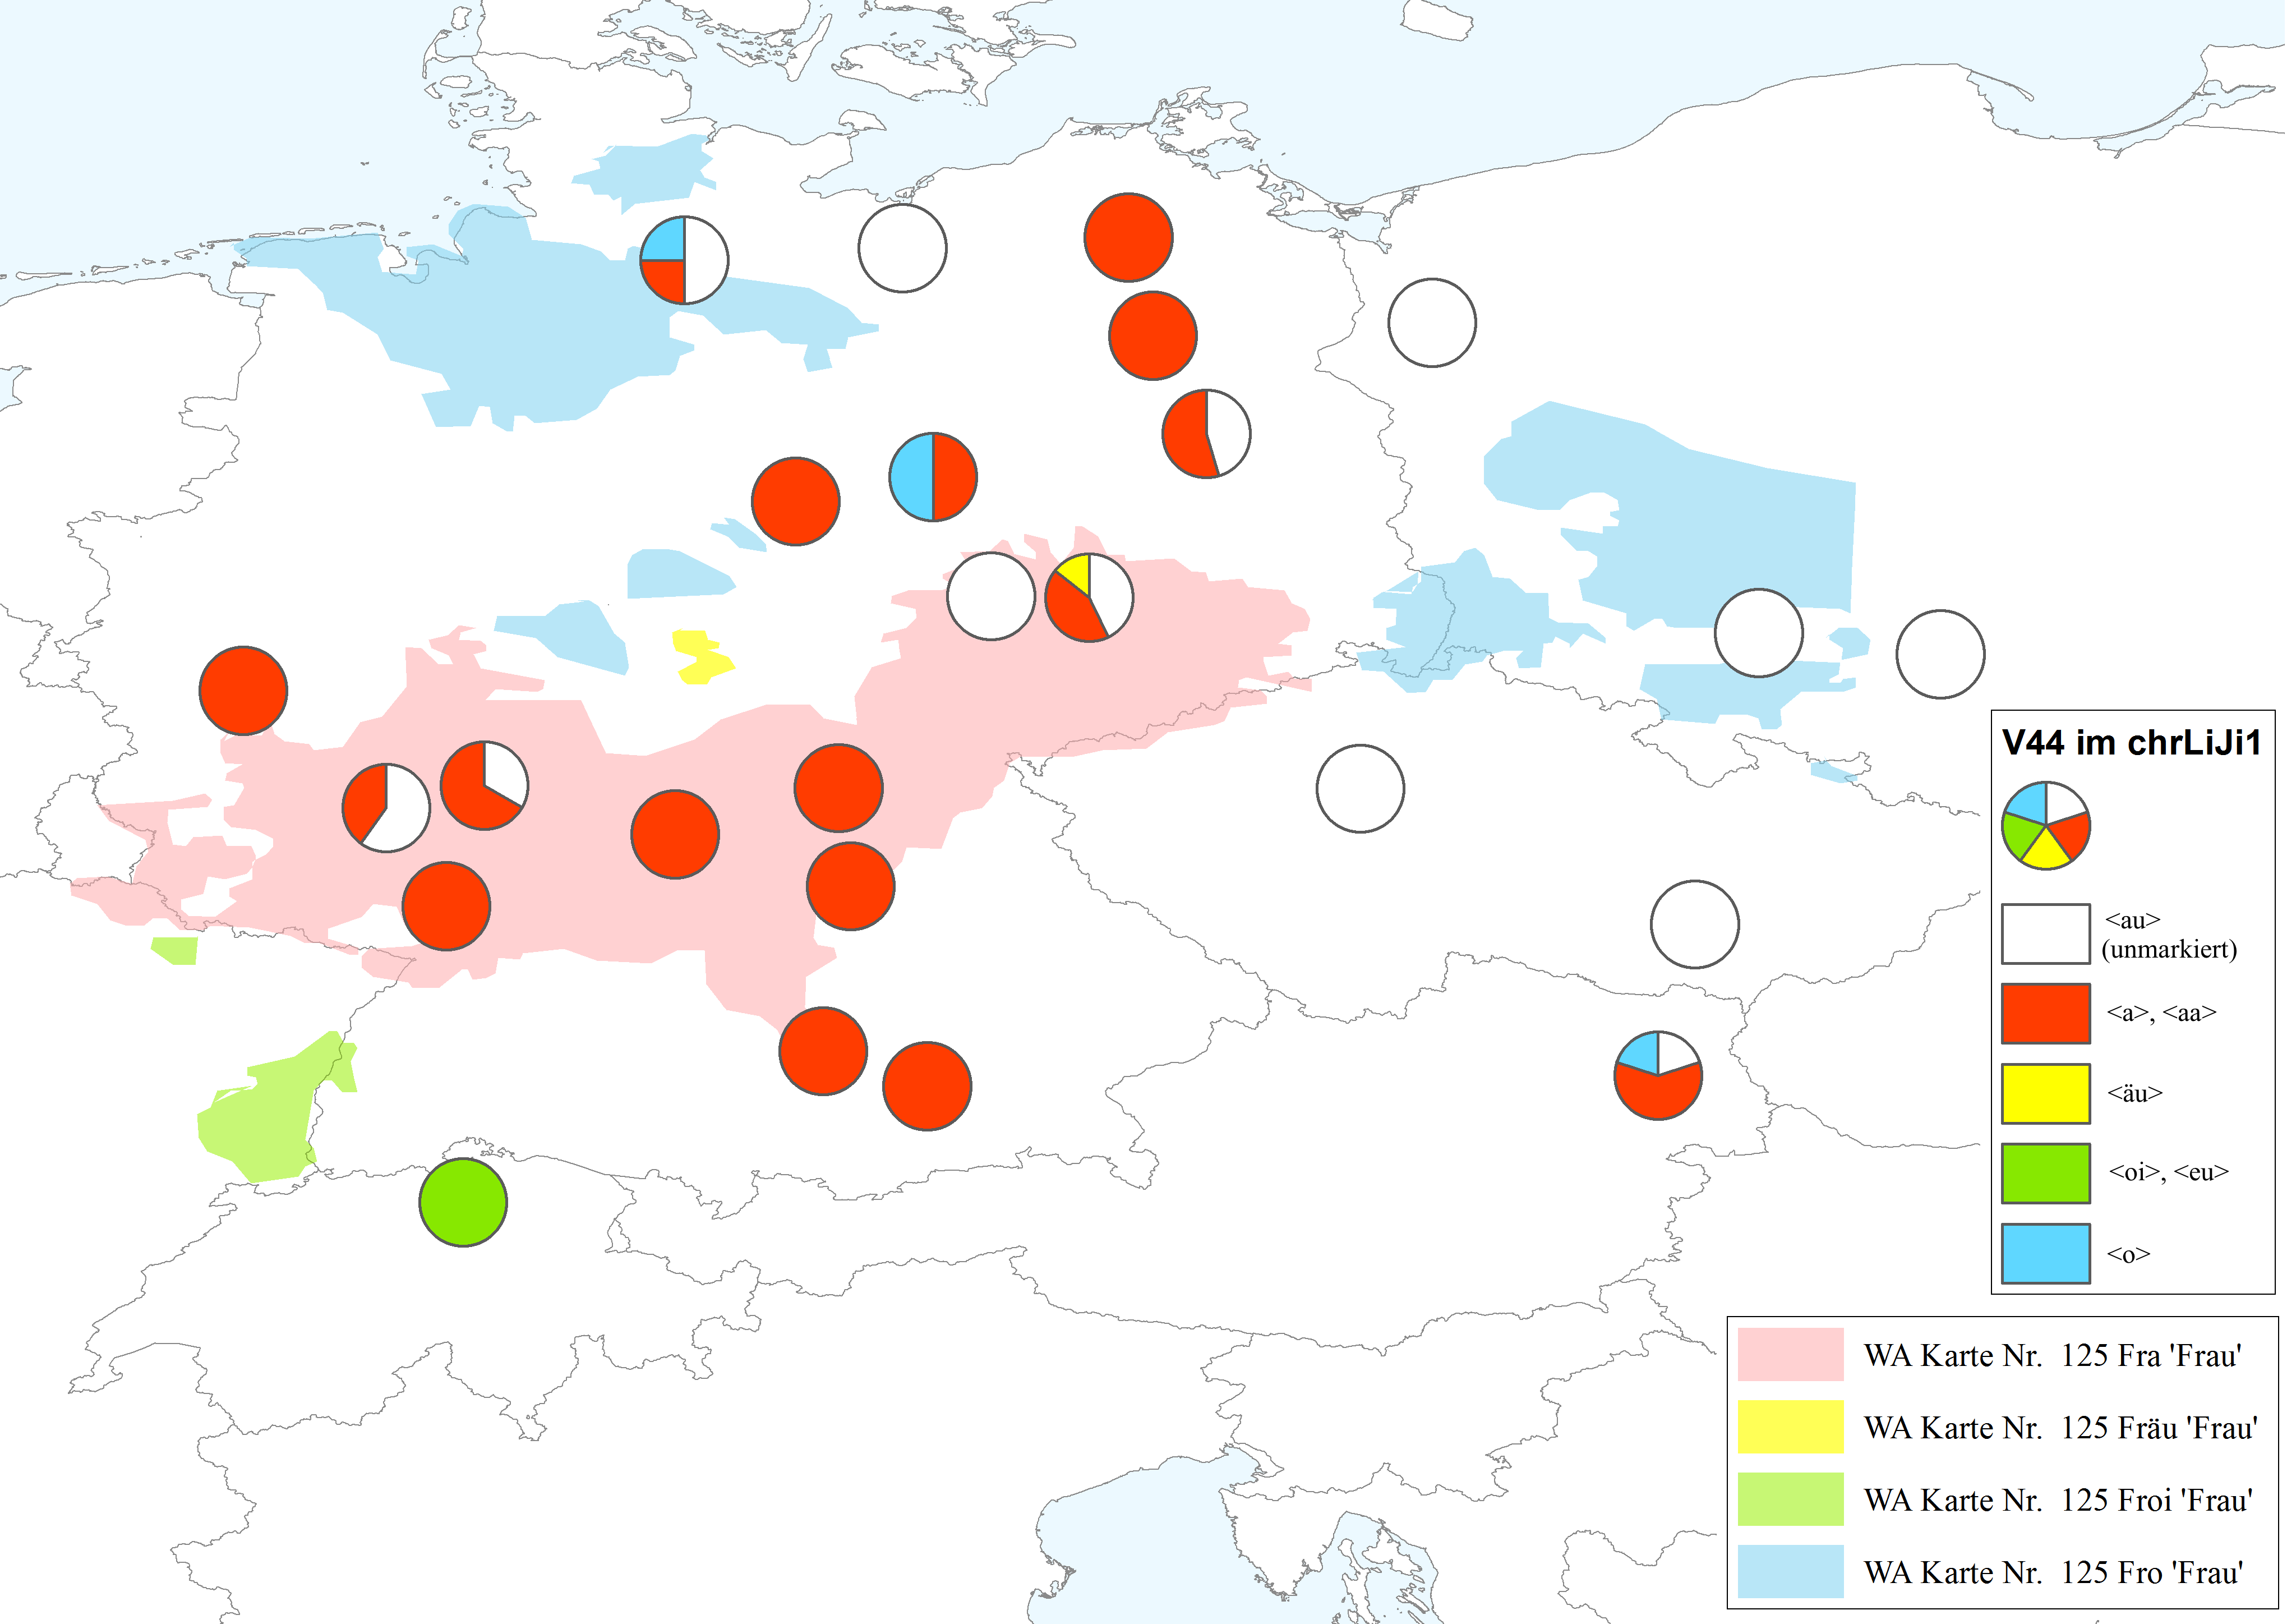 V44 im chrLiJi1
<au>
(unmarkiert)
<a>, <aa>
<äu>
<oi>, <eu>
<o>
WA Karte Nr.  125 Fra 'Frau'
WA Karte Nr.  125 Fräu 'Frau'
WA Karte Nr.  125 Froi 'Frau'
WA Karte Nr.  125 Fro 'Frau'